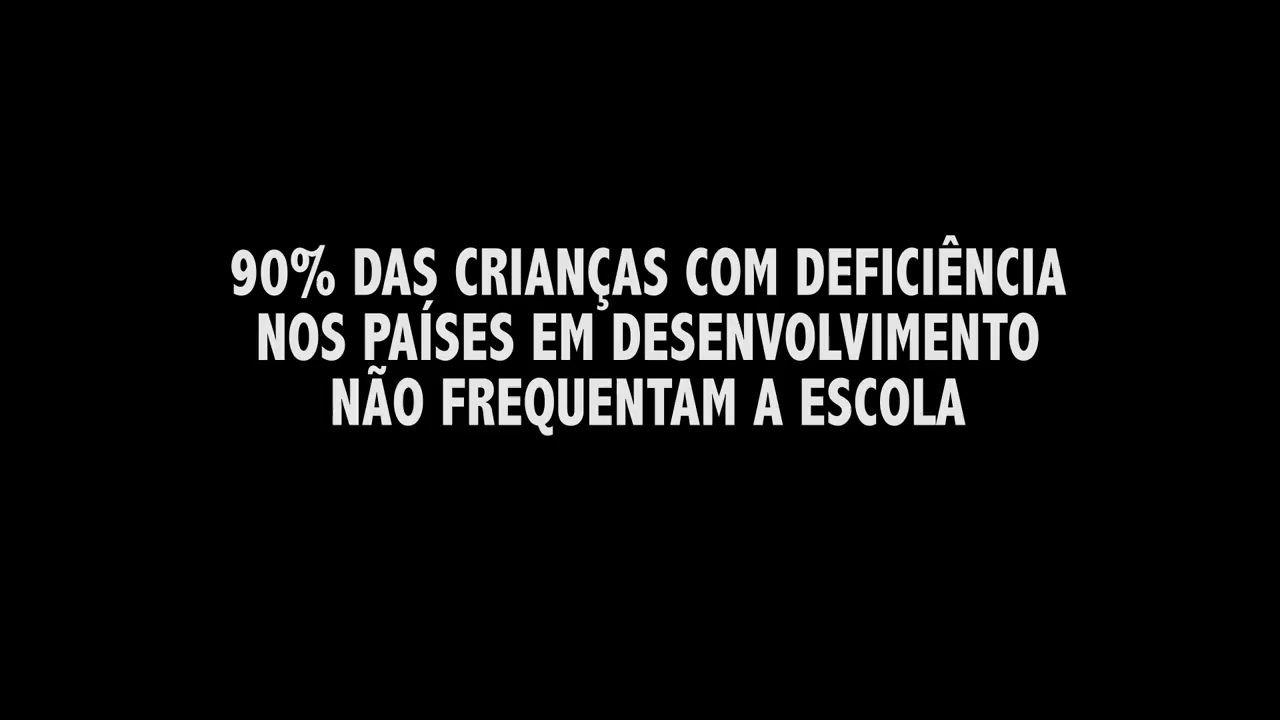 90% DAS CRIANÇAS COM DEFICIÊNCIA
NOS PAÍSES EM DESENVOLVIMENTO
NÃO FREQUENTAM A ESCOLA